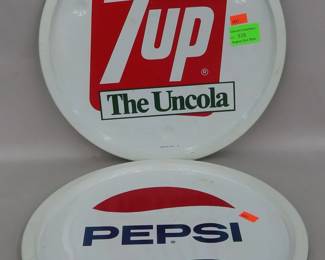 7up®
The Uncola
PEPSI®